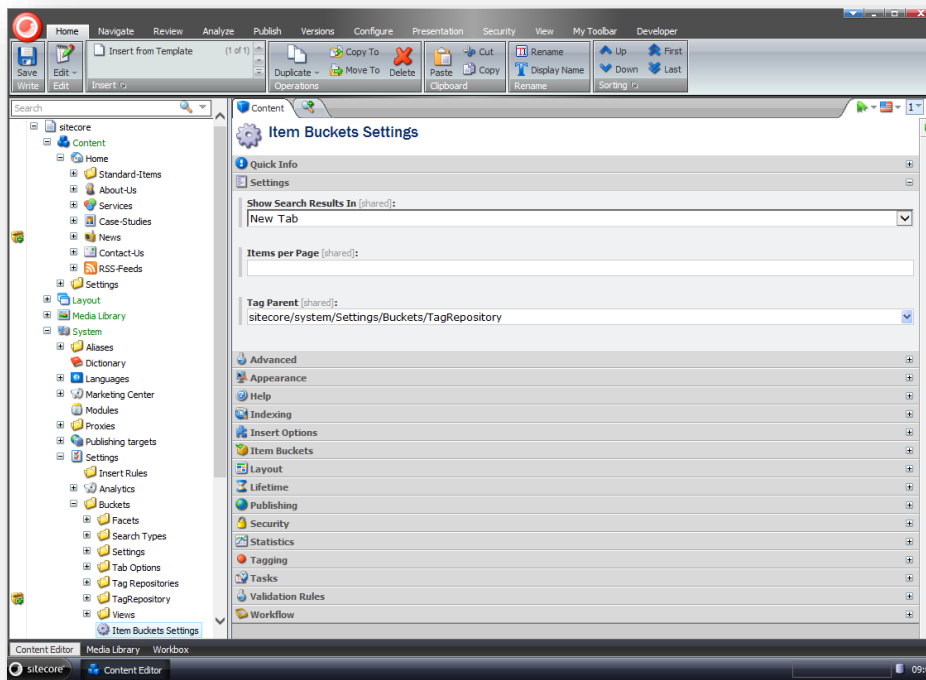 Home Navigate Review Analyze Publish Versions Configure Presentation Security View My Toolbar Developer
Save Edit Insert from Template (1 of 1) Duplicate Copy To Move To Delete Paste Cut Copy Rename Display Name Up Down First Last
Write Edit Insert Operations Clipboard Rename Sorting
Search
sitecore
Content
Home
Standard-Items
About-Us
Services
Case-Studies
News
Contact-Us
RSS-Feeds
Settings
Layout
Media Library
System
Aliases
Dictionary
Languages
Marketing Center
Modules
Proxies
Publishing targets
Settings
Insert Rules
Analytics
Buckets
Facets
Search Types
Settings
Tab Options
Tag Repositories
TagRepository
Views
Item Buckets Settings
Content 1
Item Buckets Settings
Quick Info
Settings
Show Search Results In [shared]:
New Tab
Items per Page [shared]:
Tag Parent [shared]:
sitecore/system/Settings/Buckets/TagRepository
Advanced
Appearance
Help
Indexing
Insert Options
Item Buckets
Layout
Lifetime
Publishing
Security
Statistics
Tagging
Tasks
Validation Rules
Workflow
Content Editor Media Library Workbox
sitecore Content Editor